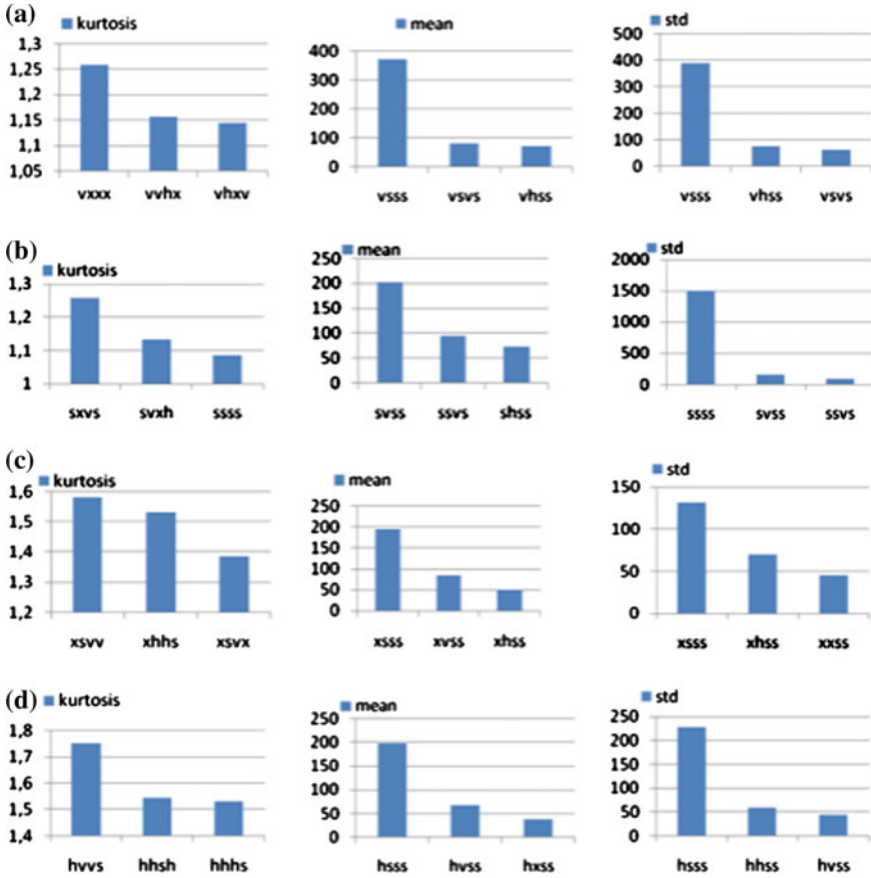 (a)
kurtosis
1,3
1,25
1,2
1,15
1,1
1,05
vxxx vvhx vhxv
mean
400
300
200
100
0
vsss vsvs vhss
std
500
400
300
200
100
0
vsss vhss vsvs
(b)
kurtosis
1,3
1,2
1,1
1
sxvs svxh ssss
mean
250
200
150
100
50
0
svss ssvs shss
std
2000
1500
1000
500
0
ssss svss ssvs
(c)
kurtosis
1,6
1,5
1,4
1,3
1,2
xsvv xhhs xsvx
mean
250
200
150
100
50
0
xsss xvss xhss
std
150
100
50
0
xsss xhss xxss
(d)
kurtosis
1,8
1,7
1,6
1,5
1,4
hvvs hhsh hhhs
mean
250
200
150
100
50
0
hsss hvss hxss
std
250
200
150
100
50
0
hsss hhss hvss